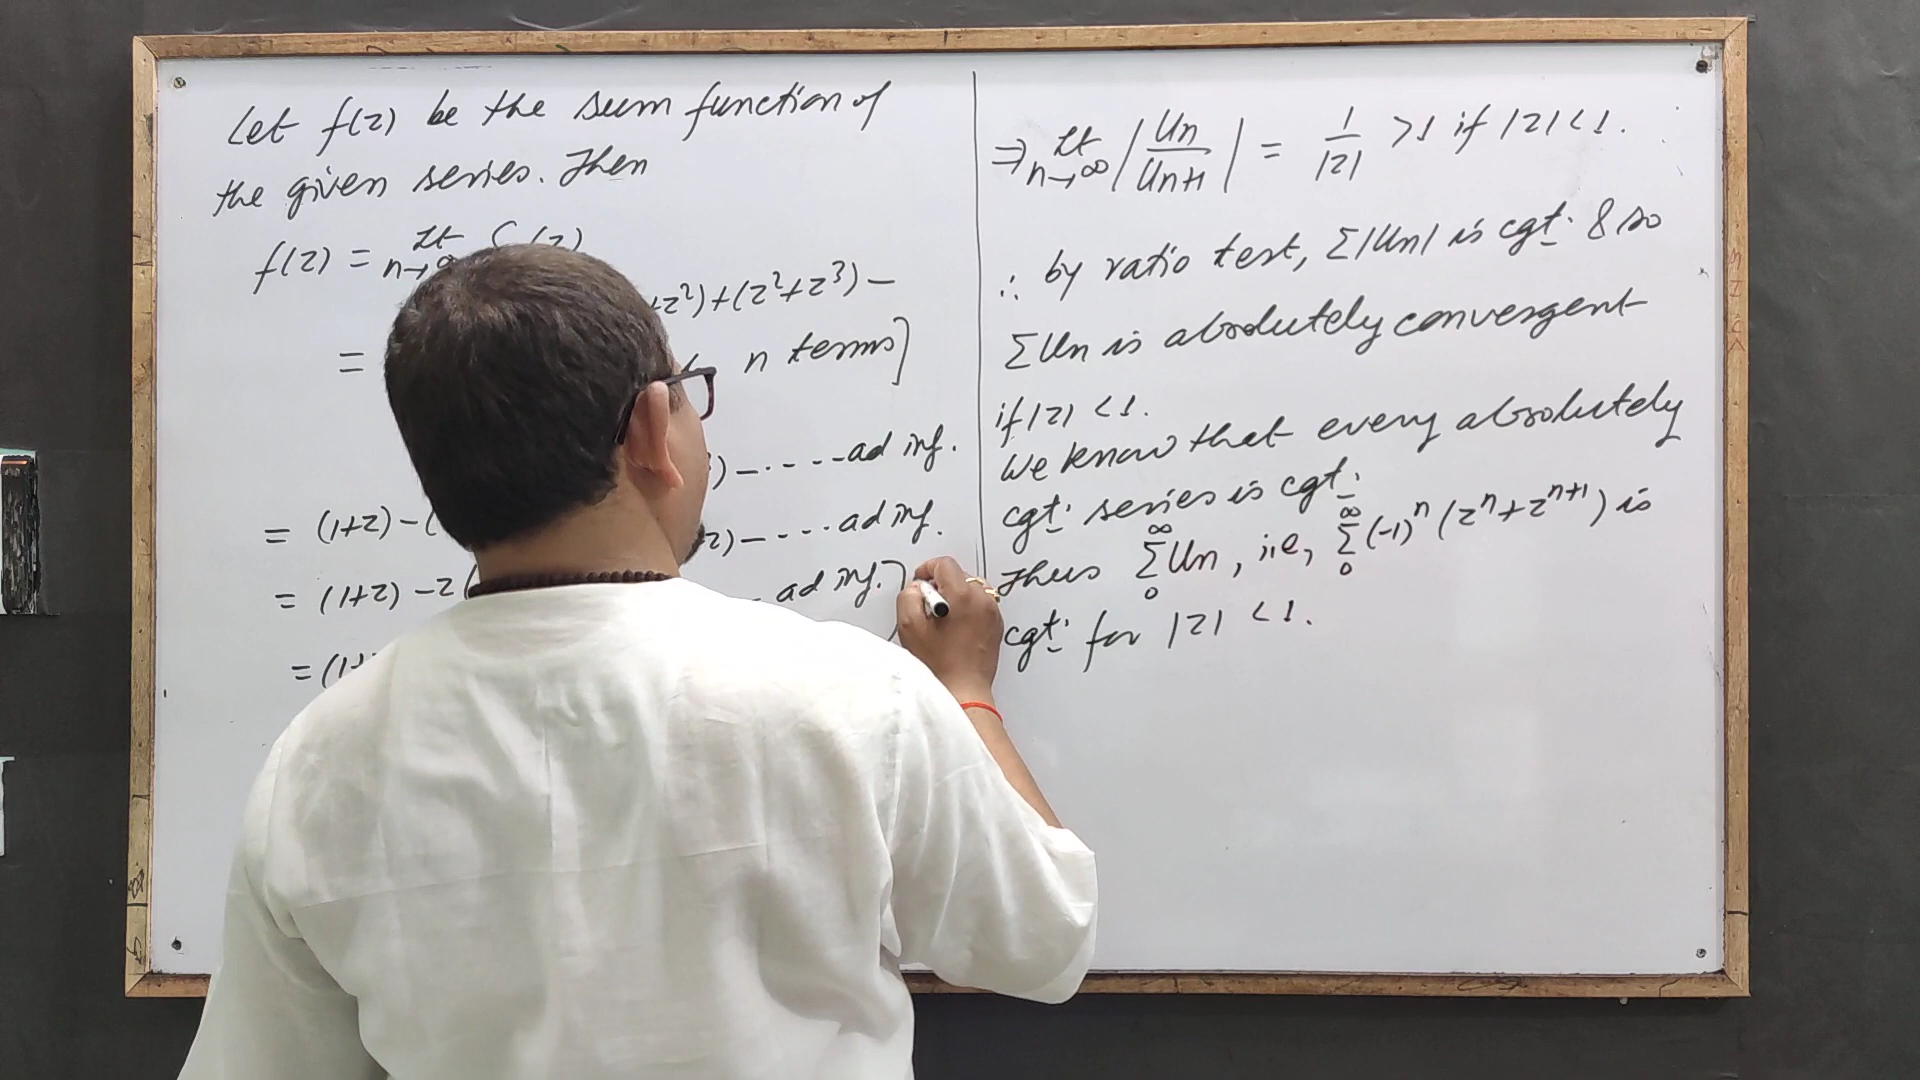 Let f(z) be the sum function of
the given series. Then
f(z) = lt n→∞ Sn(z)
= +z²)+(z²+z³) –
n terms]
) – ..... ad inf.
= (1+z) – ( z) – .... ad inf.
= (1+z) – z( ad inf.)
= (1+
⇒ lt n→∞ |Un/Un+1| = 1/|z| >1 if |z|<1.
∴ by ratio test, Σ|Un| is cgt. & so
ΣUn is absolutely convergent
if |z| <1.
We know that every absolutely
cgt. series is cgt.
Thus ∞Σ0 Un, i.e, ∞Σ0 (-1)ⁿ (zⁿ+zⁿ⁺¹) is
cgt. for |z| <1.